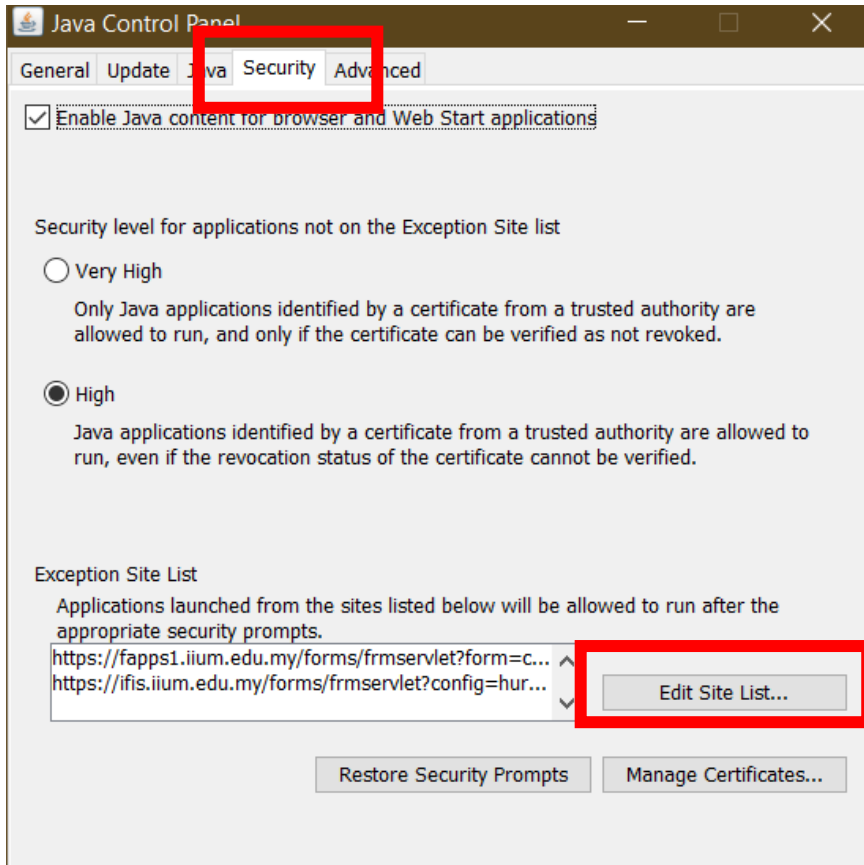 Java Control Panel
General Update Java Security Advanced
Enable Java content for browser and Web Start applications
Security level for applications not on the Exception Site list
Very High
Only Java applications identified by a certificate from a trusted authority are
allowed to run, and only if the certificate can be verified as not revoked.
High
Java applications identified by a certificate from a trusted authority are allowed to
run, even if the revocation status of the certificate cannot be verified.
Exception Site List
Applications launched from the sites listed below will be allowed to run after the
appropriate security prompts.
https://fapps1.iium.edu.my/forms/frmservlet?form=c...
https://ifis.iium.edu.my/forms/frmservlet?config=hur...
Edit Site List...
Restore Security Prompts Manage Certificates...